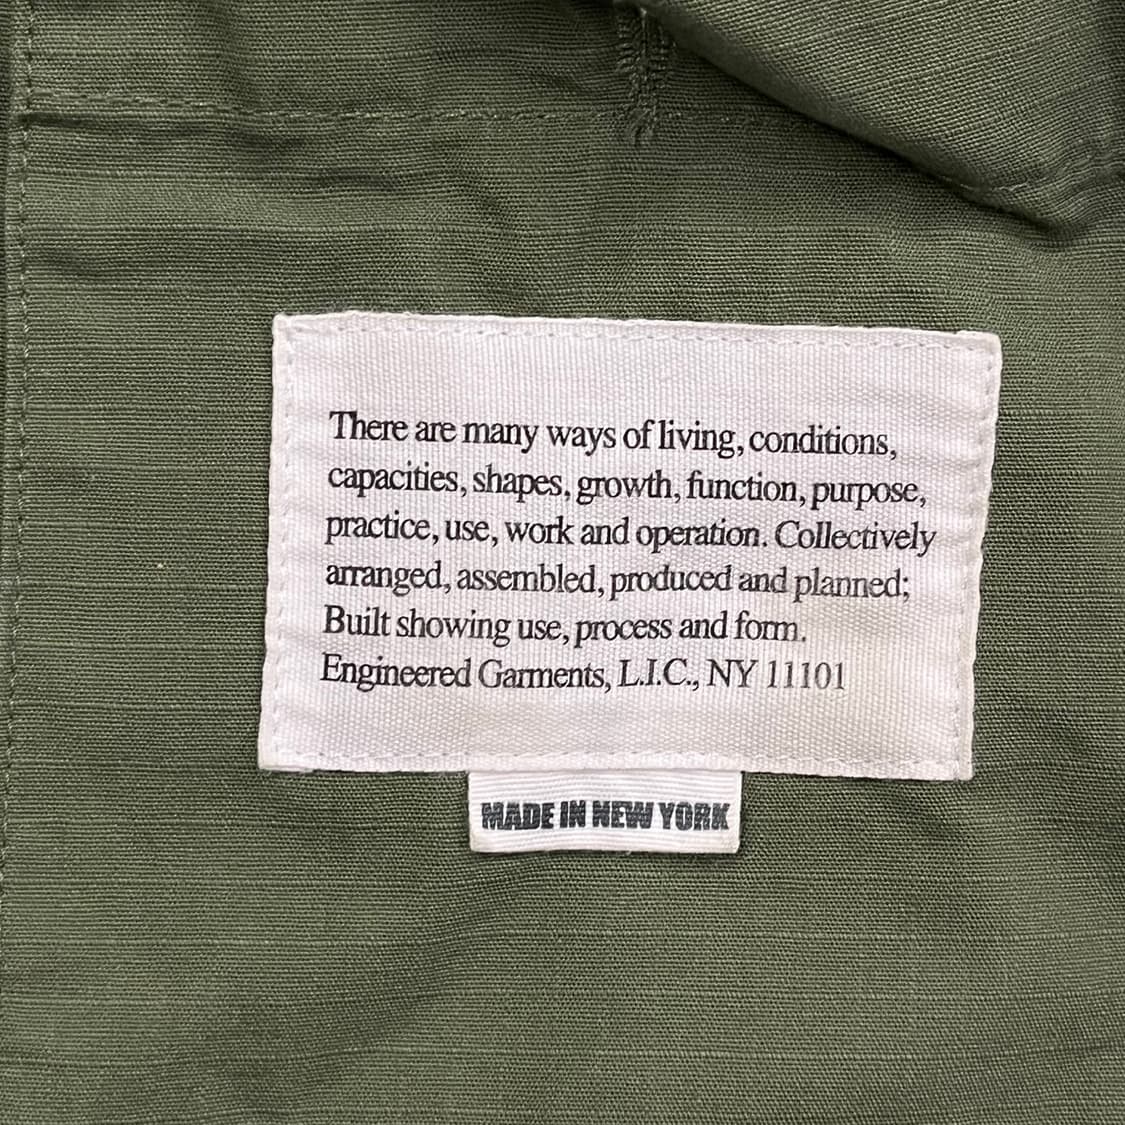 There are many ways of living, conditions,
capacities, shapes, growth, function, purpose,
practice, use, work and operation. Collectively
arranged, assembled, produced and planned;
Built showing use, process and form.
Engineered Garments, L.I.C., NY 11101
MADE IN NEW YORK